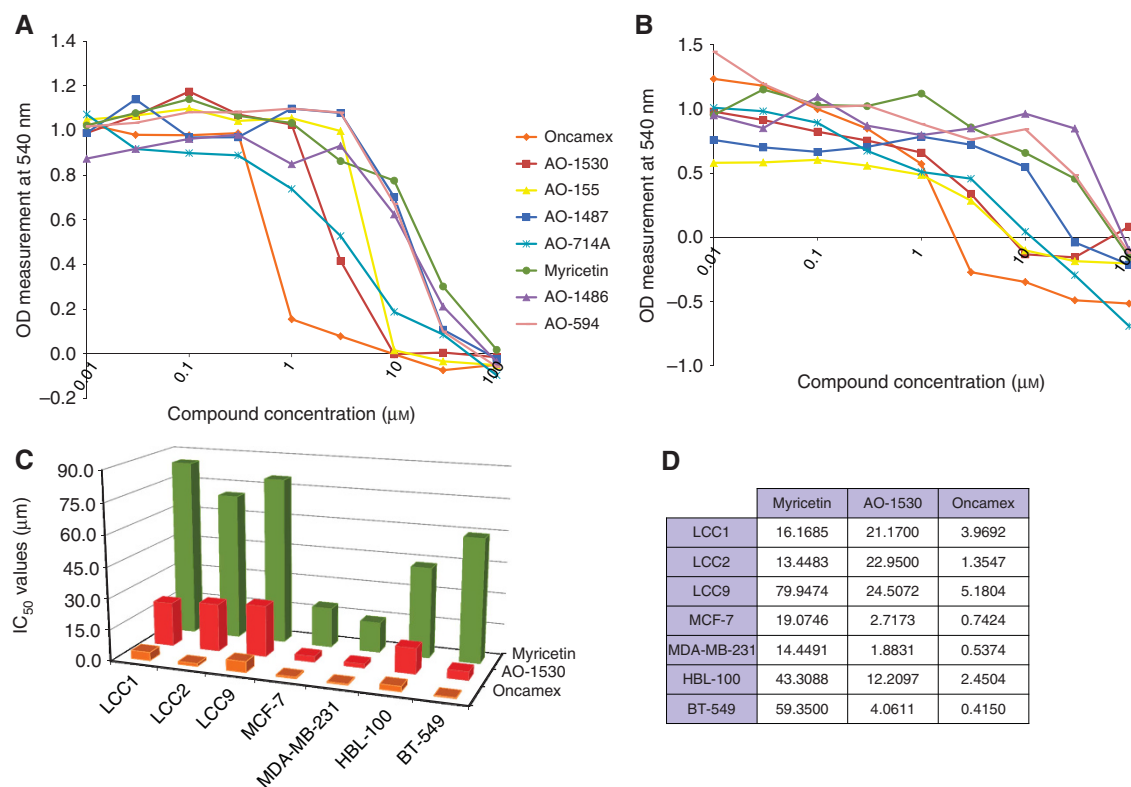 A
1.4
1.2
1.0
0.8
0.6
0.4
0.2
0.0
–0.2
OD measurement at 540 nm
0.01
0.1
1
10
100
Compound concentration (μM)
Oncamex
AO-1530
AO-155
AO-1487
AO-714A
Myricetin
AO-1486
AO-594
B
1.5
1.0
0.5
0.0
–0.5
–1.0
OD measurement at 540 nm
0.01
0.1
1
10
100
Compound concentration (μM)
C
90.0
75.0
60.0
45.0
30.0
15.0
0.0
IC50 values (μm)
LCC1
LCC2
LCC9
MCF-7
MDA-MB-231
HBL-100
BT-549
Myricetin
AO-1530
Oncamex
D
Myricetin AO-1530 Oncamex
LCC1 16.1685 21.1700 3.9692
LCC2 13.4483 22.9500 1.3547
LCC9 79.9474 24.5072 5.1804
MCF-7 19.0746 2.7173 0.7424
MDA-MB-231 14.4491 1.8831 0.5374
HBL-100 43.3088 12.2097 2.4504
BT-549 59.3500 4.0611 0.4150